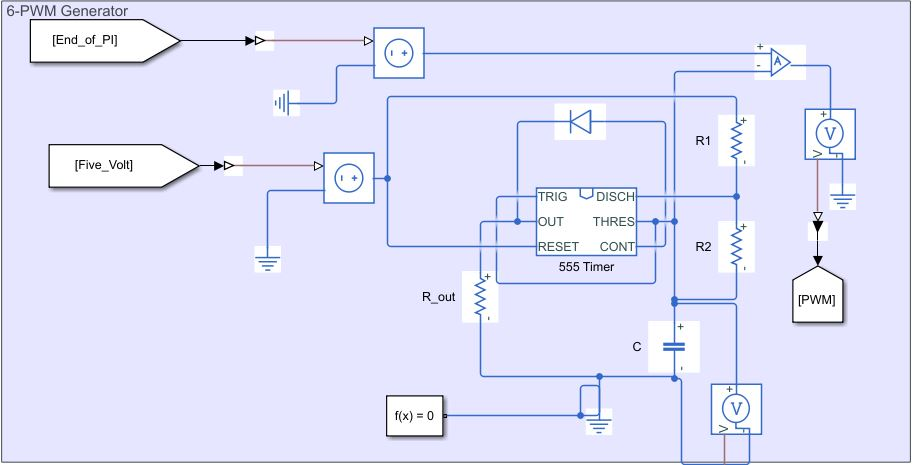 6-PWM Generator
[End_of_PI]
+
-
A
V
+
V
[Five_Volt]
R1
+
-
TRIG DISCH
OUT THRES
RESET CONT
555 Timer
R2
+
-
R_out
+
-
[PWM]
C
+
-
f(x) = 0
+
V
V